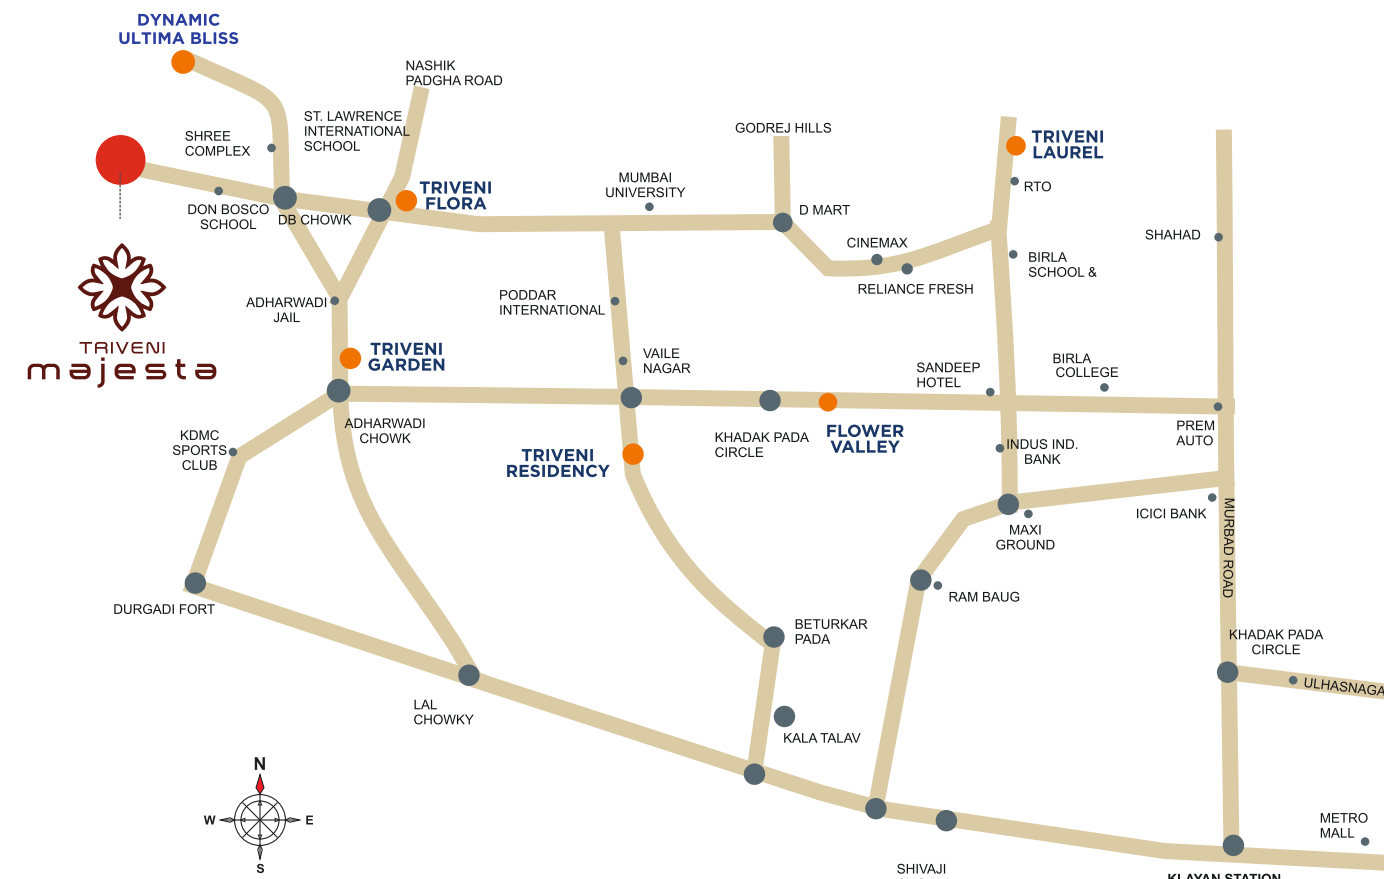 DYNAMIC
ULTIMA BLISS
NASHIK
PADGHA ROAD
ST. LAWRENCE
INTERNATIONAL
SCHOOL
SHREE
COMPLEX
GODREJ HILLS
TRIVENI
LAUREL
RTO
MUMBAI
UNIVERSITY
TRIVENI
FLORA
DON BOSCO
SCHOOL
DB CHOWK
D MART
CINEMAX
RELIANCE FRESH
BIRLA
SCHOOL &
SHAHAD
ADHARWADI
JAIL
PODDAR
INTERNATIONAL
TRIVENI
majesta
TRIVENI
GARDEN
VAILE
NAGAR
SANDEEP
HOTEL
BIRLA
COLLEGE
ADHARWADI
CHOWK
KDMC
SPORTS
CLUB
TRIVENI
RESIDENCY
KHADAK PADA
CIRCLE
FLOWER
VALLEY
INDUS IND.
BANK
PREM
AUTO
ICICI BANK
MURBAD ROAD
MAXI
GROUND
RAM BAUG
DURGADI FORT
BETURKAR
PADA
KHADAK PADA
CIRCLE
ULHASNAGA
LAL
CHOWKY
KALA TALAV
N
W
E
S
METRO
MALL
SHIVAJI
KLAYAN STATION